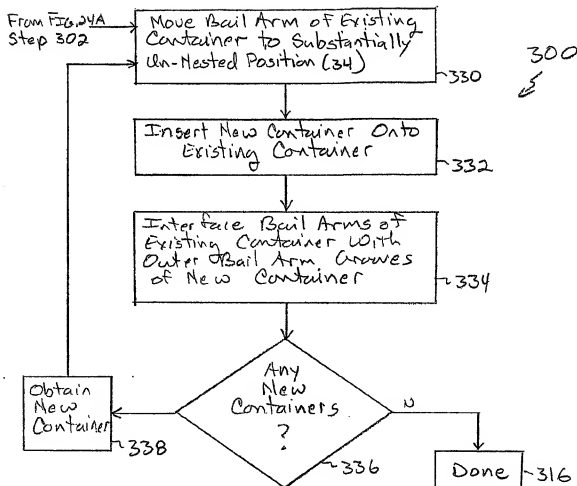 From FIG. 24A
Step 302
Move Bail Arm of Existing
Container to Substantially
Un-Nested Position (34)
330
300
Insert New Container Onto
Existing Container
332
Interface Bail Arms of
Existing Container With
Outer Bail Arm Grooves
of New Container
334
Any
New
Containers
?
336
N
Obtain
New
Container
338
Done
316